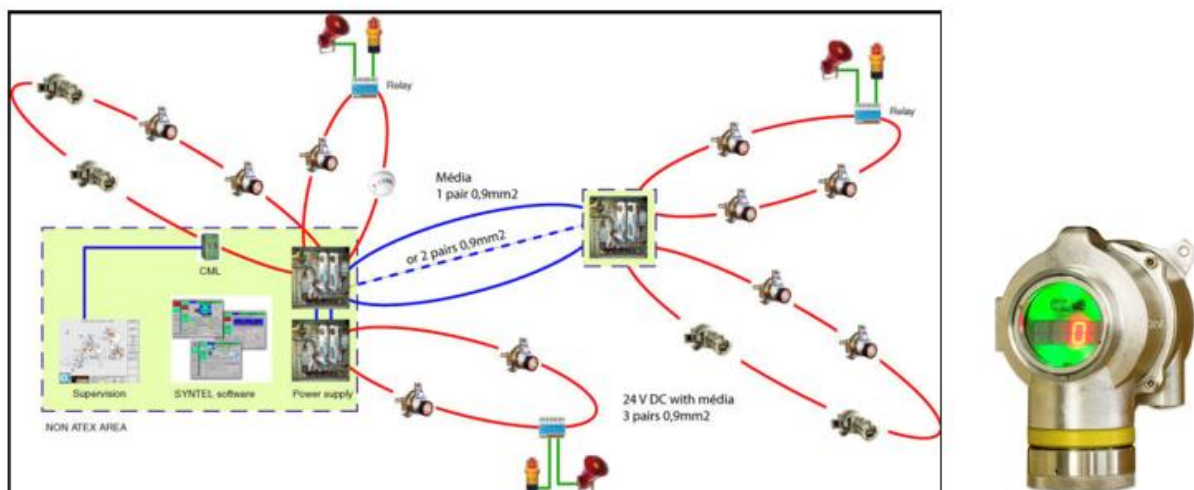 Relay
Relay
Média
1 pair 0,9mm2
or 2 pairs 0,9mm2
CML
Supervision
SYNTEL software
Power supply
24 V DC with média
3 pairs 0,9mm2
NON ATEX AREA
0